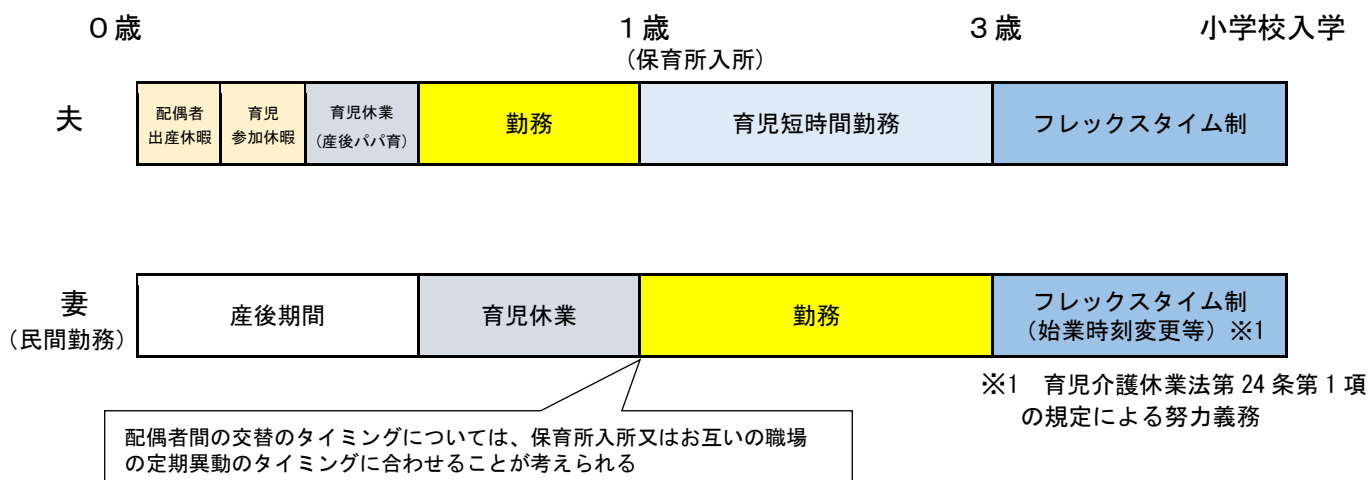 ０歳
１歳
（保育所入所）
３歳
小学校入学
夫
配偶者
出産休暇
育児
参加休暇
育児休業
（産後パパ育）
勤務
育児短時間勤務
フレックスタイム制
妻
（民間勤務）
産後期間
育児休業
勤務
フレックスタイム制
（始業時刻変更等）※1
※1　育児介護休業法第 24 条第 1 項
の規定による努力義務
配偶者間の交替のタイミングについては、保育所入所又はお互いの職場
の定期異動のタイミングに合わせることが考えられる